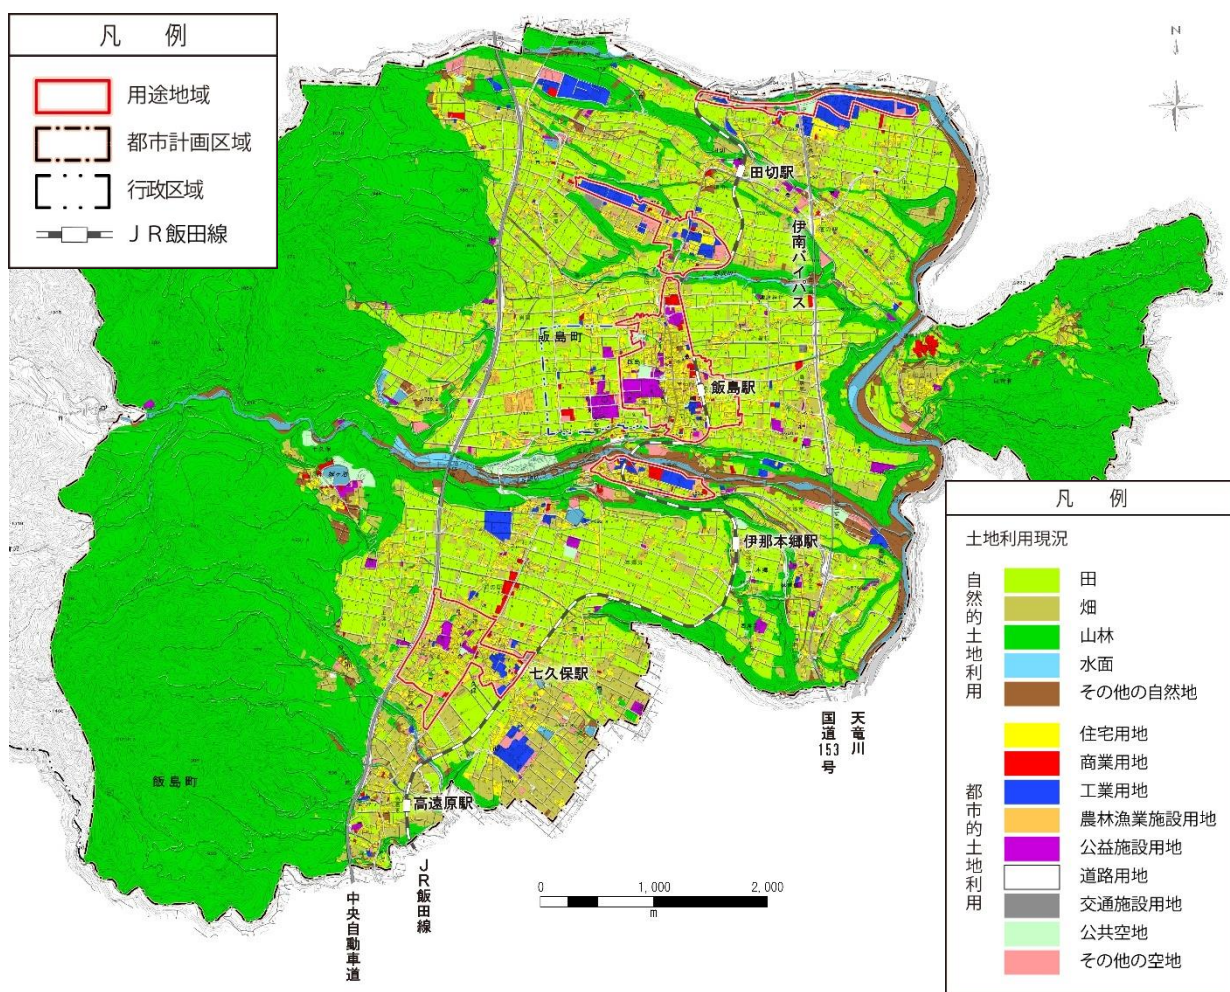 凡 例
用途地域
都市計画区域
行政区域
JR飯田線
N
田切駅
伊南バイパス
飯島町
飯島駅
伊那本郷駅
七久保駅
高遠原駅
飯島町
国道153号
天竜川
JR飯田線
中央自動車道
0 1,000 2,000
m
凡 例
土地利用現況
自然的土地利用
田
畑
山林
水面
その他の自然地
都市的土地利用
住宅用地
商業用地
工業用地
農林漁業施設用地
公益施設用地
道路用地
交通施設用地
公共空地
その他の空地